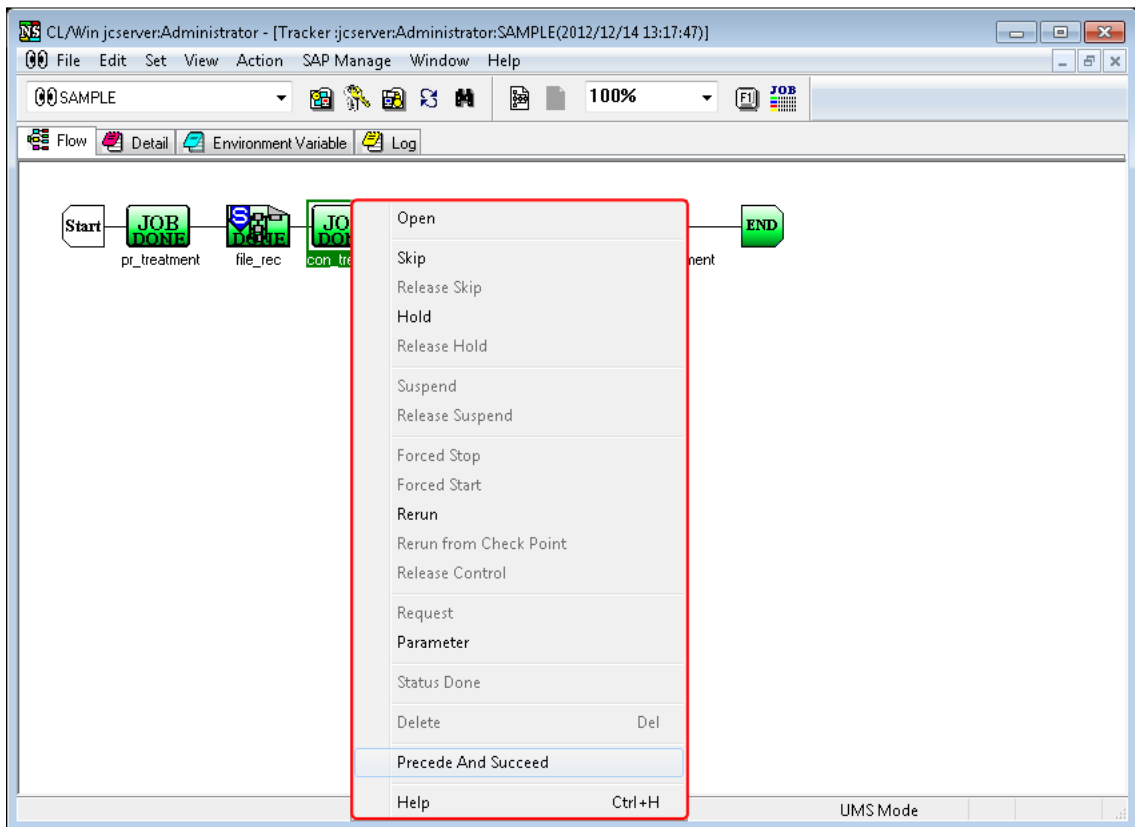 CL/Win jcserver:Administrator - [Tracker :jcserver:Administrator:SAMPLE(2012/12/14 13:17:47)]
File Edit Set View Action SAP Manage Window Help
SAMPLE 100% F1 JOB
Flow Detail Environment Variable Log
Start JOB DONE S DONE JO DO END
pr_treatment file_rec con_tre ment
Open
Skip
Release Skip
Hold
Release Hold
Suspend
Release Suspend
Forced Stop
Forced Start
Rerun
Rerun from Check Point
Release Control
Request
Parameter
Status Done
Delete Del
Precede And Succeed
Help Ctrl+H
UMS Mode